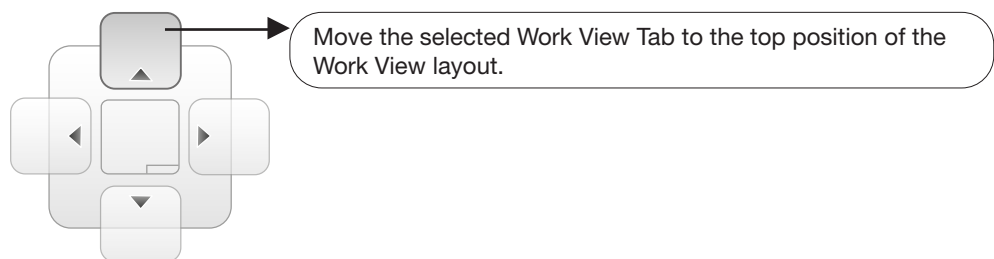 Move the selected Work View Tab to the top position of the
Work View layout.